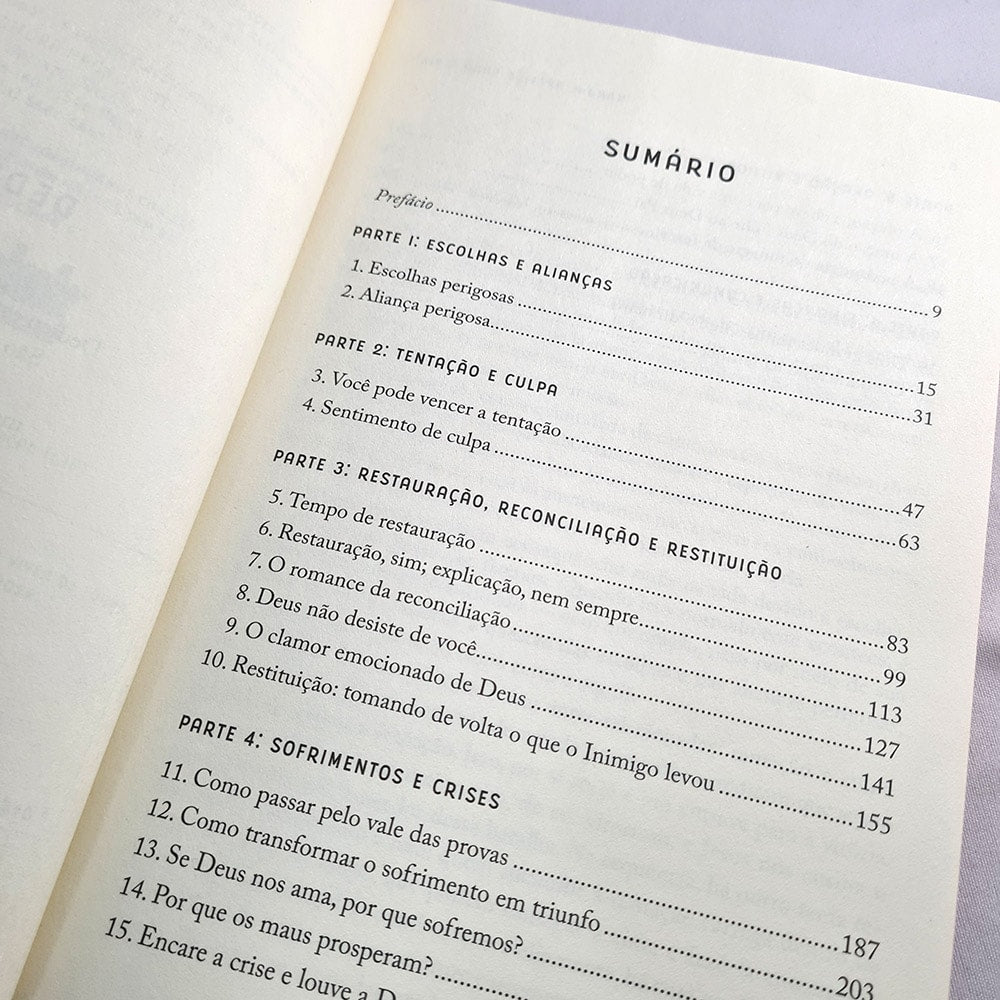 SUMÁRIO
Prefácio ... 9
PARTE 1: ESCOLHAS E ALIANÇAS
1. Escolhas perigosas ... 15
2. Aliança perigosa ... 31
PARTE 2: TENTAÇÃO E CULPA
3. Você pode vencer a tentação ... 47
4. Sentimento de culpa ... 63
PARTE 3: RESTAURAÇÃO, RECONCILIAÇÃO E RESTITUIÇÃO
5. Tempo de restauração ... 83
6. Restauração, sim; explicação, nem sempre ... 99
7. O romance da reconciliação ... 113
8. Deus não desiste de você ... 127
9. O clamor emocionado de Deus ... 141
10. Restituição: tomando de volta o que o Inimigo levou ... 155
PARTE 4: SOFRIMENTOS E CRISES
11. Como passar pelo vale das provas ... 187
12. Como transformar o sofrimento em triunfo ... 203
13. Se Deus nos ama, por que sofremos?
14. Por que os maus prosperam?
15. Encare a crise e louve a